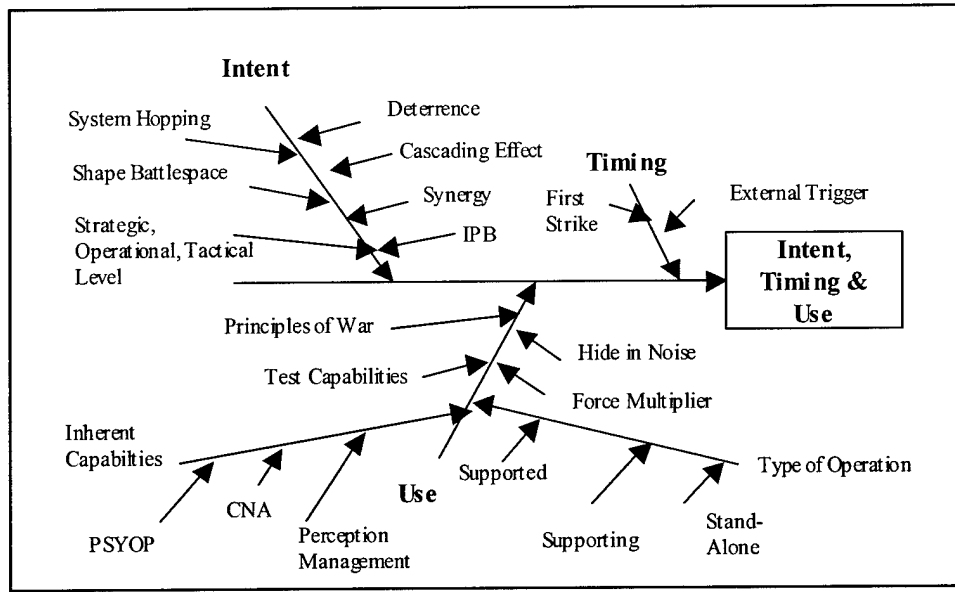 Intent
System Hopping
Deterrence
Cascading Effect
Shape Battlespace
Synergy
Strategic,
Operational, Tactical
Level
IPB
Timing
First
Strike
External Trigger
Intent,
Timing &
Use
Principles of War
Hide in Noise
Test Capabilities
Force Multiplier
Inherent
Capabilties
Supported
Type of Operation
Use
PSYOP
CNA
Perception
Management
Supporting
Stand-
Alone